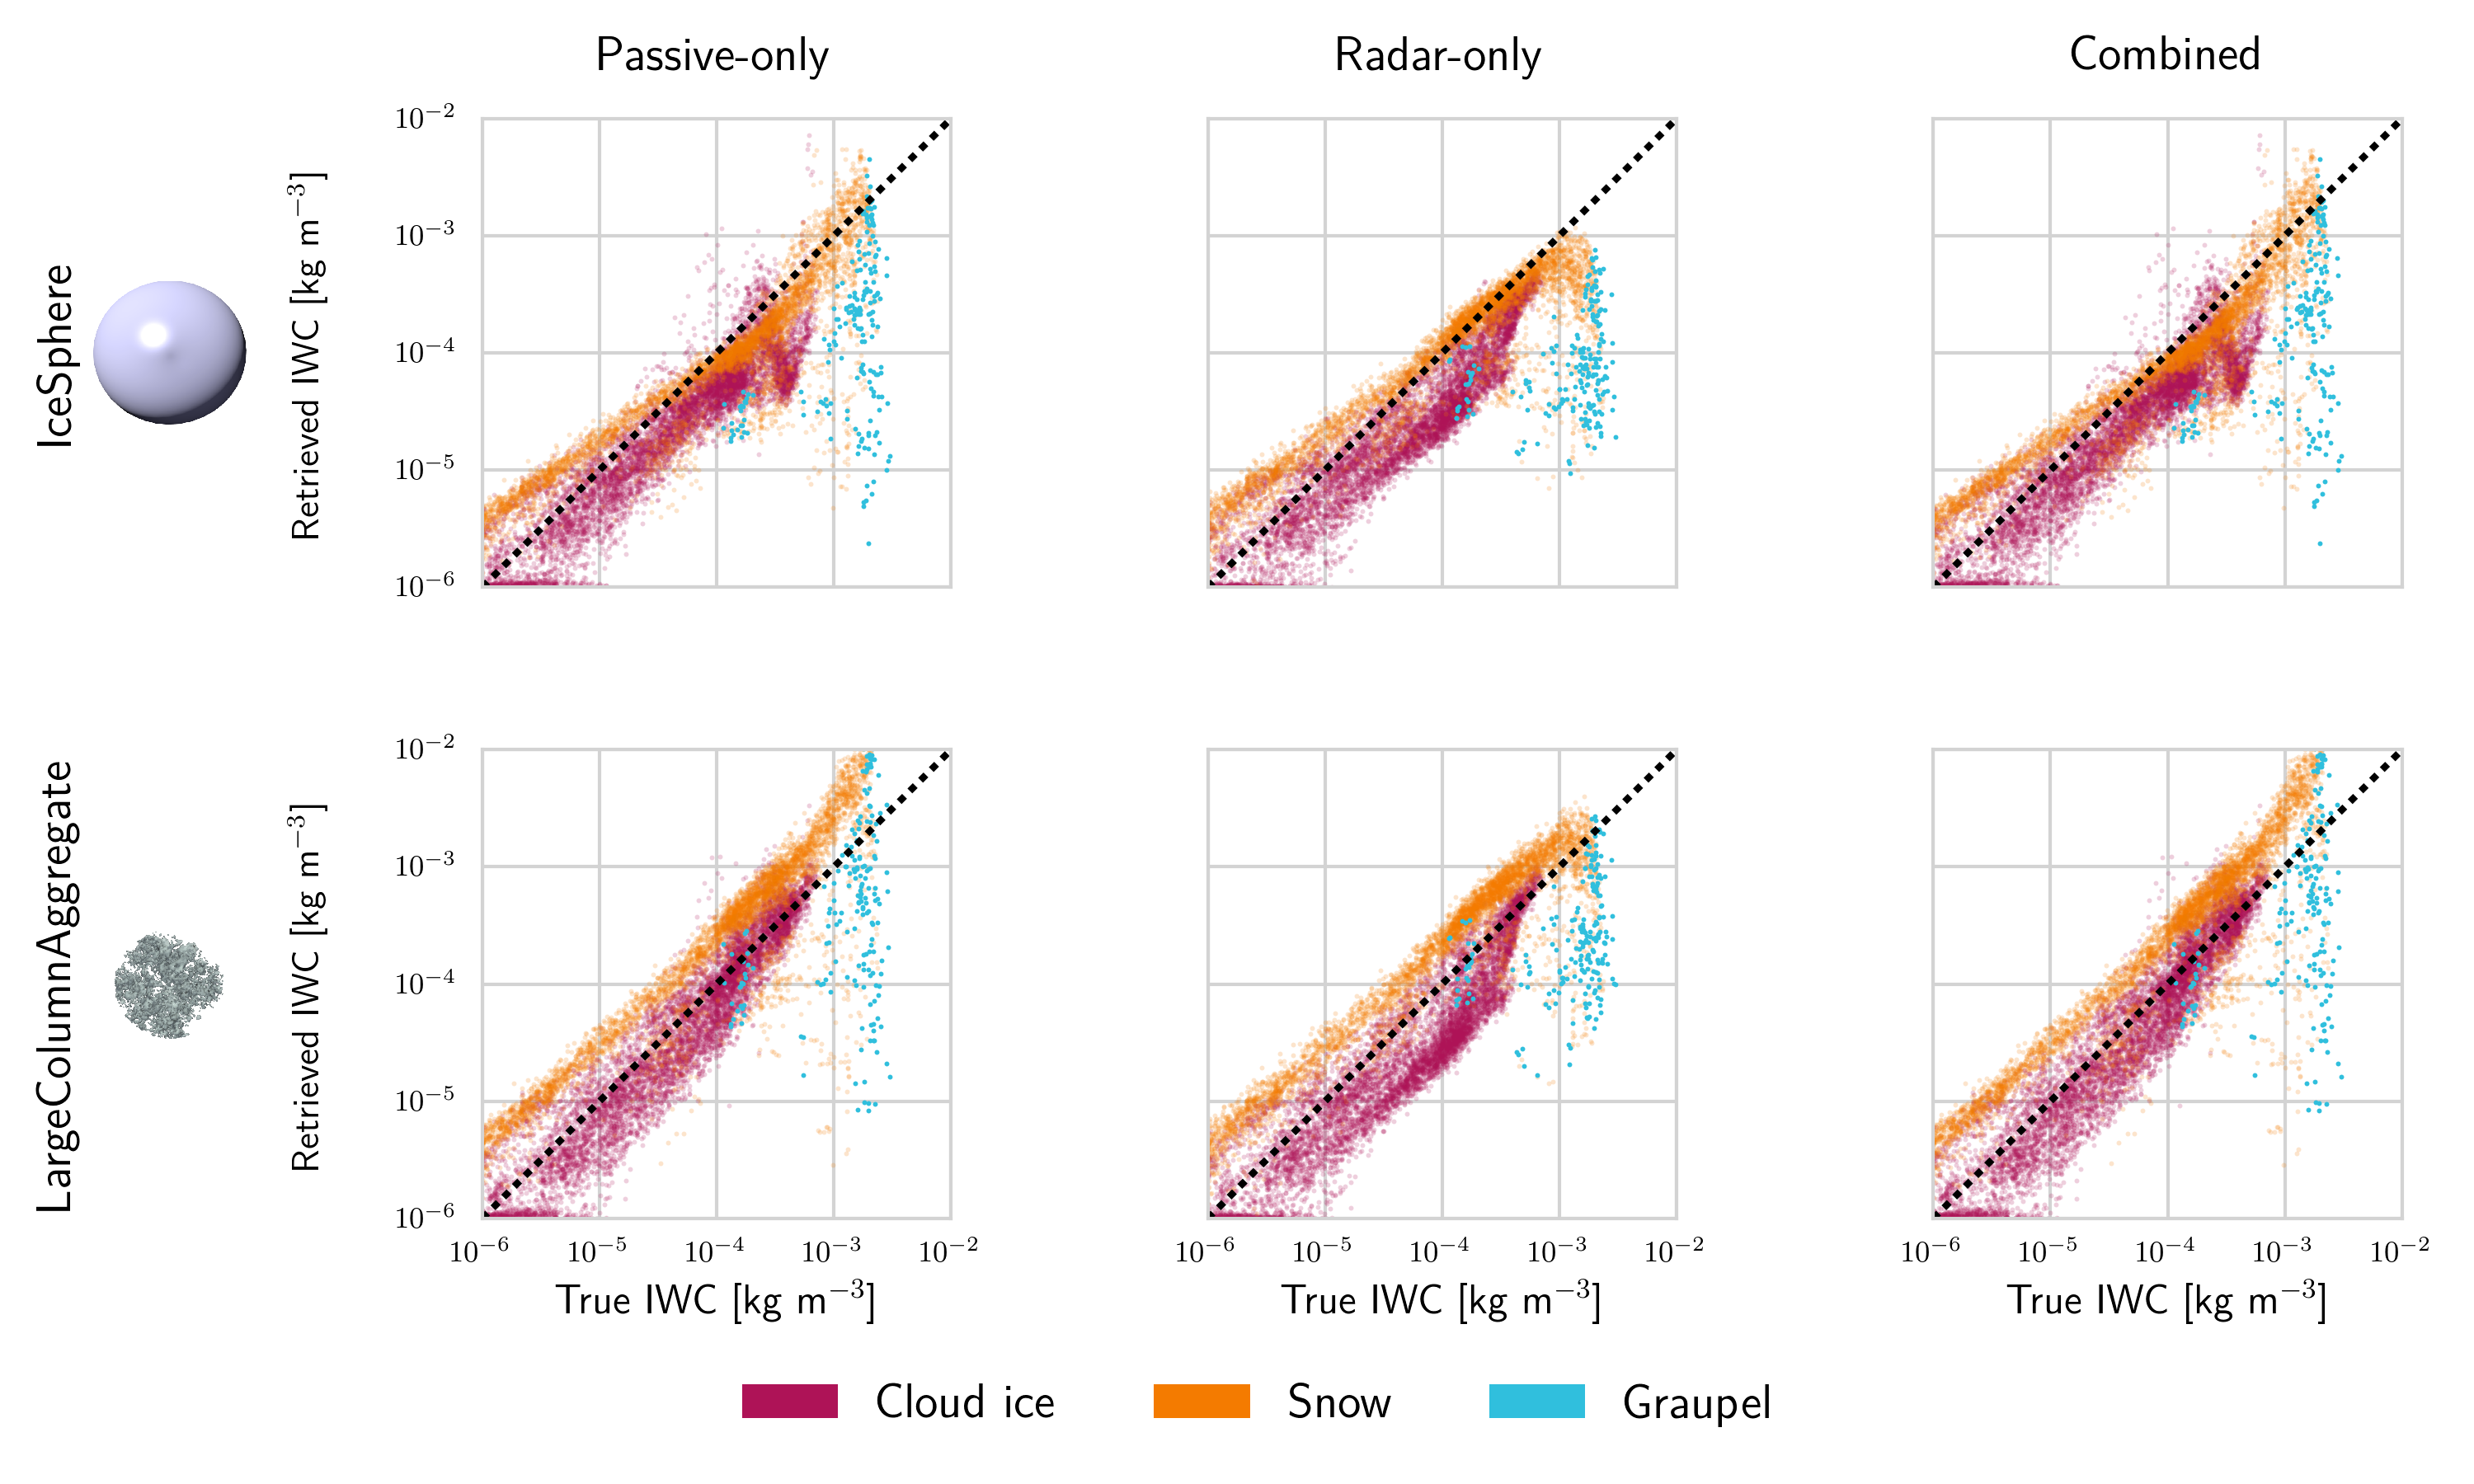 Passive-only Radar-only Combined
IceSphere
Retrieved IWC [kg m⁻³]
10⁻²
10⁻³
10⁻⁴
10⁻⁵
10⁻⁶
LargeColumnAggregate
Retrieved IWC [kg m⁻³]
10⁻²
10⁻³
10⁻⁴
10⁻⁵
10⁻⁶
10⁻⁶ 10⁻⁵ 10⁻⁴ 10⁻³ 10⁻² 10⁻⁶ 10⁻⁵ 10⁻⁴ 10⁻³ 10⁻² 10⁻⁶ 10⁻⁵ 10⁻⁴ 10⁻³ 10⁻²
True IWC [kg m⁻³] True IWC [kg m⁻³] True IWC [kg m⁻³]
Cloud ice Snow Graupel